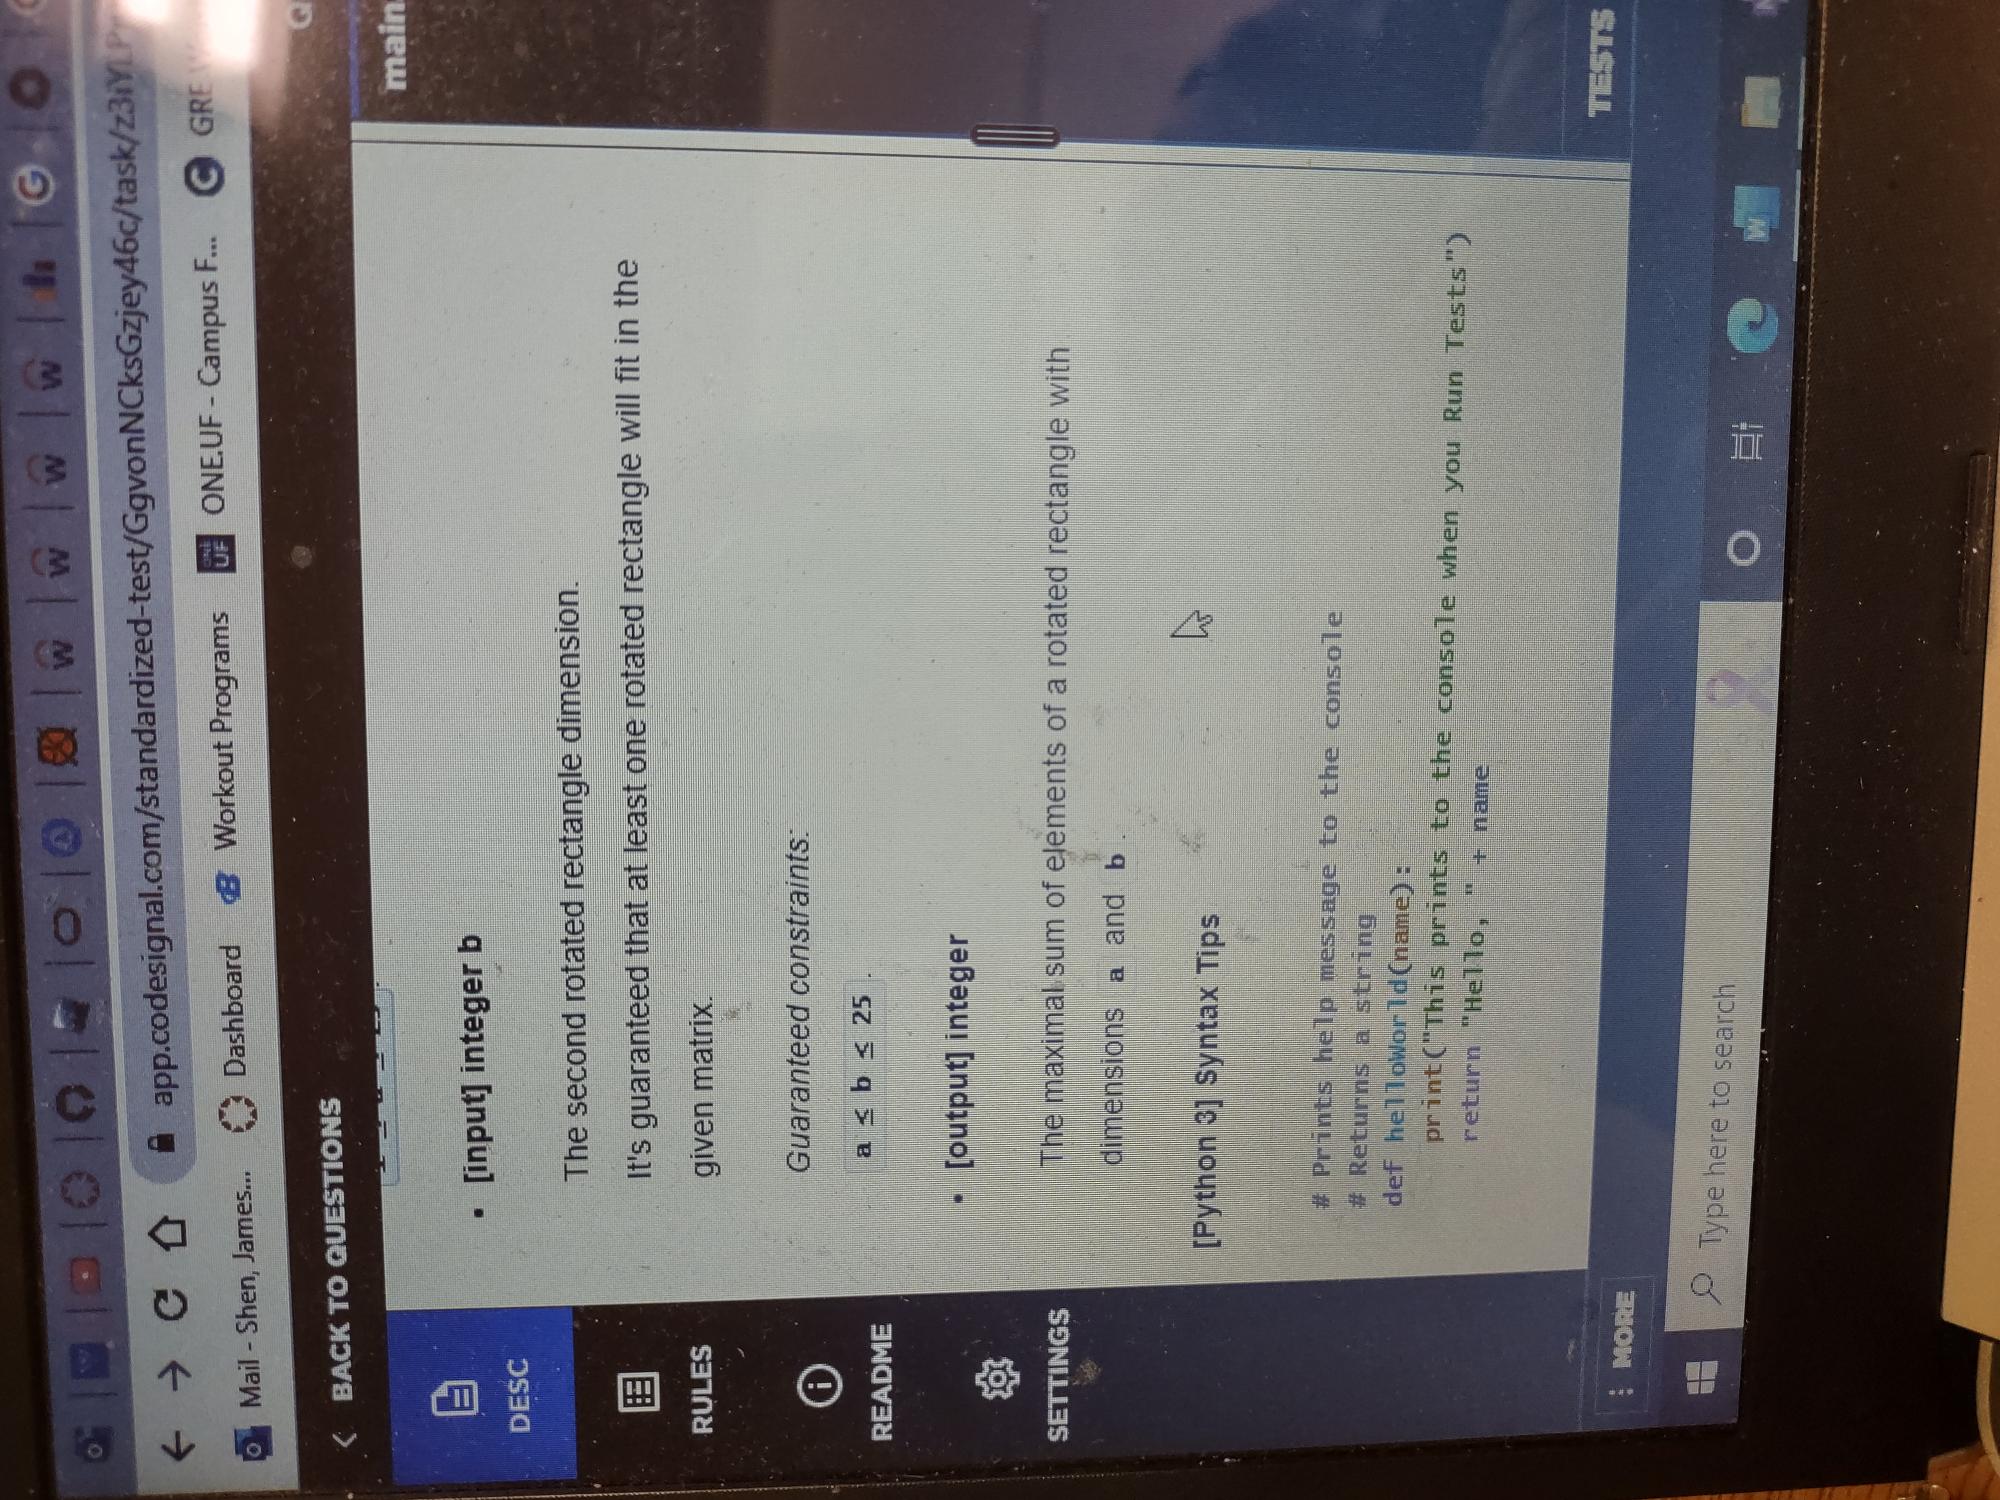 app.codesignal.com/standardized-test/GgvonNCksGzjey46c/task/z3iYLP
Mail - Shen, James... Dashboard Workout Programs ONE.UF - Campus F... GRE
BACK TO QUESTIONS
main
DESC
RULES
README
SETTINGS
• [input] integer b
The second rotated rectangle dimension.
It's guaranteed that at least one rotated rectangle will fit in the
given matrix.
Guaranteed constraints:
a ≤ b ≤ 25 .
• [output] integer
The maximal sum of elements of a rotated rectangle with
dimensions a and b .
[Python 3] Syntax Tips
# Prints help message to the console
# Returns a string
def helloWorld(name):
print("This prints to the console when you Run Tests")
return "Hello, " + name
TESTS
MORE
Type here to search